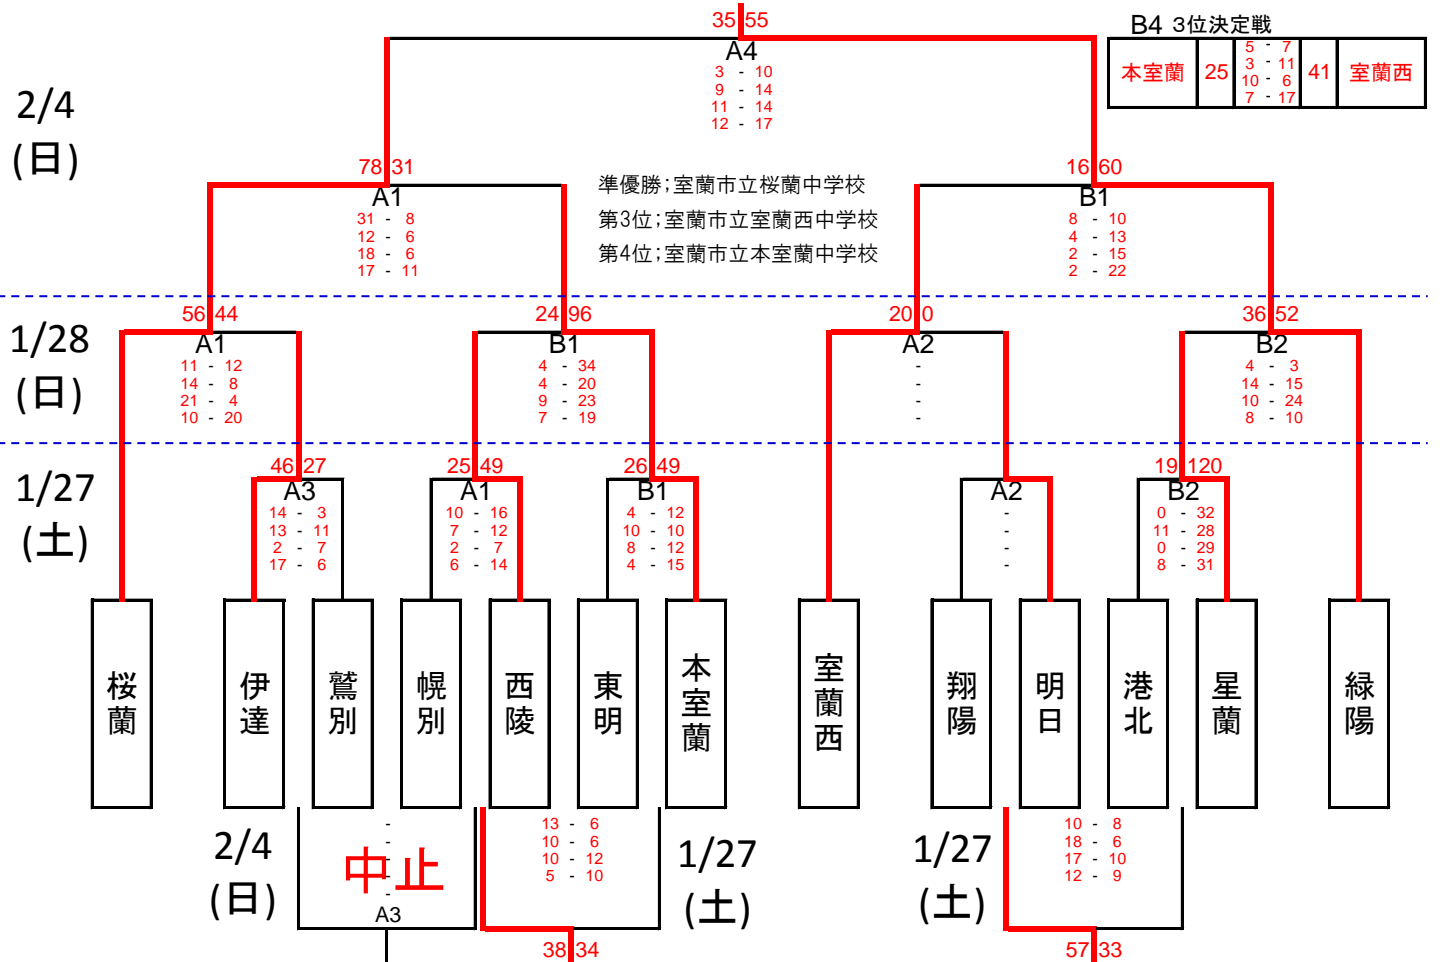 35 55
B4 3位決定戦
A4
3 - 10
9 - 14
11 - 14
12 - 17
本室蘭 25
5 - 7
3 - 11
10 - 6
7 - 17
41 室蘭西
2/4
(日)
78 31
A1
31 - 8
12 - 6
18 - 6
17 - 11
準優勝;室蘭市立桜蘭中学校
第3位;室蘭市立室蘭西中学校
第4位;室蘭市立本室蘭中学校
16 60
B1
8 - 10
4 - 13
2 - 15
2 - 22
1/28
(日)
56 44
A1
11 - 12
14 - 8
21 - 4
10 - 20
24 96
B1
4 - 34
4 - 20
9 - 23
7 - 19
20 0
A2
-
-
-
-
36 52
B2
4 - 3
14 - 15
10 - 24
8 - 10
1/27
(土)
46 27
A3
14 - 3
13 - 11
2 - 7
17 - 6
25 49
A1
10 - 16
7 - 12
2 - 7
6 - 14
26 49
B1
4 - 12
10 - 10
8 - 12
4 - 15
A2
-
-
-
-
19 120
B2
0 - 32
11 - 28
0 - 29
8 - 31
桜蘭
伊達
鷲別
幌別
西陵
東明
本室蘭
室蘭西
翔陽
明日
港北
星蘭
緑陽
2/4
(日)
-
-
-
-
-
中止
A3
13 - 6
10 - 6
10 - 12
5 - 10
38 34
1/27
(土)
1/27
(土)
10 - 8
18 - 6
17 - 10
12 - 9
57 33